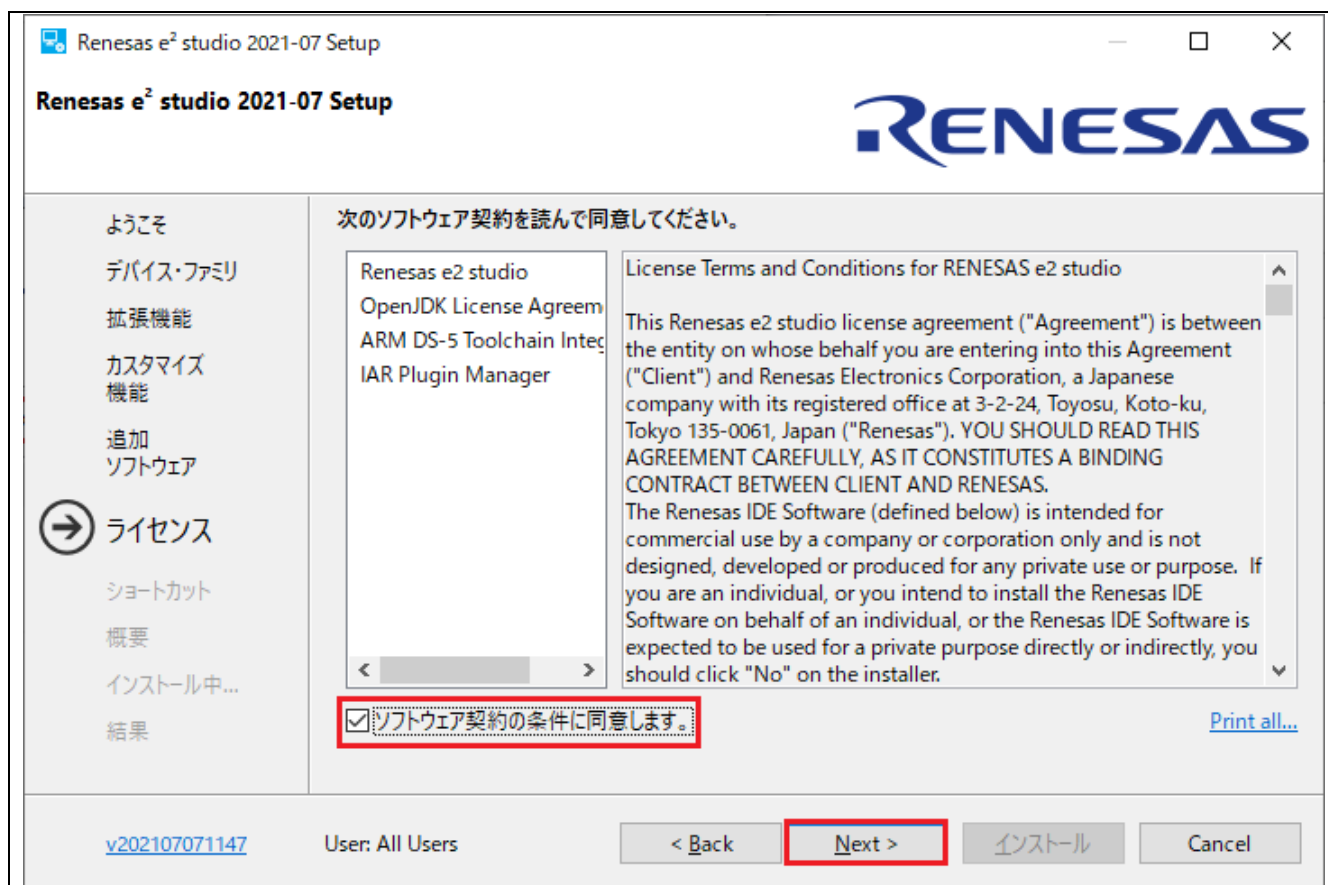 Renesas e² studio 2021-07 Setup
Renesas e² studio 2021-07 Setup
RENESAS
ようこそ
デバイス・ファミリ
拡張機能
カスタマイズ
機能
追加
ソフトウェア
ライセンス
ショートカット
概要
インストール中...
結果
次のソフトウェア契約を読んで同意してください。
Renesas e2 studio
OpenJDK License Agreem
ARM DS-5 Toolchain Integ
IAR Plugin Manager
License Terms and Conditions for RENESAS e2 studio
This Renesas e2 studio license agreement ("Agreement") is between
the entity on whose behalf you are entering into this Agreement
("Client") and Renesas Electronics Corporation, a Japanese
company with its registered office at 3-2-24, Toyosu, Koto-ku,
Tokyo 135-0061, Japan ("Renesas"). YOU SHOULD READ THIS
AGREEMENT CAREFULLY, AS IT CONSTITUTES A BINDING
CONTRACT BETWEEN CLIENT AND RENESAS.
The Renesas IDE Software (defined below) is intended for
commercial use by a company or corporation only and is not
designed, developed or produced for any private use or purpose.  If
you are an individual, or you intend to install the Renesas IDE
Software on behalf of an individual, or the Renesas IDE Software is
expected to be used for a private purpose directly or indirectly, you
should click "No" on the installer.
ソフトウェア契約の条件に同意します。
Print all...
v202107071147
User: All Users
< Back
Next >
インストール
Cancel